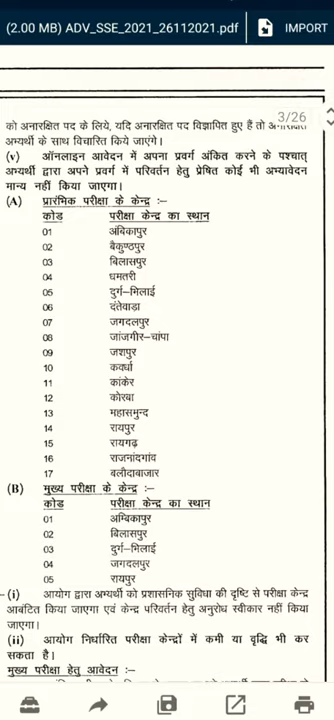 (2.00 MB) ADV_SSE_2021_26112021.pdf IMPORT
3/26
को अनारक्षित पद के लिये, यदि अनारक्षित पद विज्ञापित हुए हैं तो
अभ्यर्थी के साथ विचारित किये जाएंगे।
(v) ऑनलाइन आवेदन में अपना प्रवर्ग अंकित करने के पश्चात्
अभ्यर्थी द्वारा अपने प्रवर्ग में परिवर्तन हेतु प्रेषित कोई भी अभ्यावेदन
मान्य नहीं किया जाएगा।
(A) प्रारंभिक परीक्षा के केन्द्र :–
कोड परीक्षा केन्द्र का स्थान
01 अंबिकापुर
02 बैकुण्ठपुर
03 बिलासपुर
04 धमतरी
05 दुर्ग–भिलाई
06 दंतेवाड़ा
07 जगदलपुर
08 जांजगीर–चांपा
09 जशपुर
10 कवर्धा
11 कांकेर
12 कोरबा
13 महासमुन्द
14 रायपुर
15 रायगढ़
16 राजनांदगांव
17 बलौदाबाजार
(B) मुख्य परीक्षा के केन्द्र :–
कोड परीक्षा केन्द्र का स्थान
01 अम्बिकापुर
02 बिलासपुर
03 दुर्ग–भिलाई
04 जगदलपुर
05 रायपुर
(i) आयोग द्वारा अभ्यर्थी को प्रशासनिक सुविधा की दृष्टि से परीक्षा केन्द्र
आबंटित किया जाएगा एवं केन्द्र परिवर्तन हेतु अनुरोध स्वीकार नहीं किया
जाएगा।
(ii) आयोग निर्धारित परीक्षा केन्द्रों में कमी या वृद्धि भी कर
सकता है।
मुख्य परीक्षा हेतु आवेदन :–